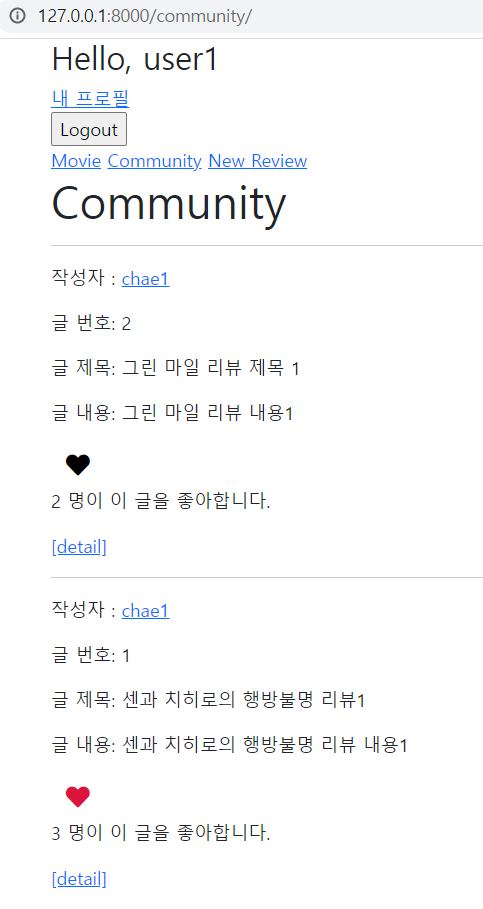 127.0.0.1:8000/community/
Hello, user1
내 프로필
Logout
Movie Community New Review
Community
작성자 : chae1
글 번호: 2
글 제목: 그린 마일 리뷰 제목 1
글 내용: 그린 마일 리뷰 내용1
2 명이 이 글을 좋아합니다.
[detail]
작성자 : chae1
글 번호: 1
글 제목: 센과 치히로의 행방불명 리뷰1
글 내용: 센과 치히로의 행방불명 리뷰 내용1
3 명이 이 글을 좋아합니다.
[detail]